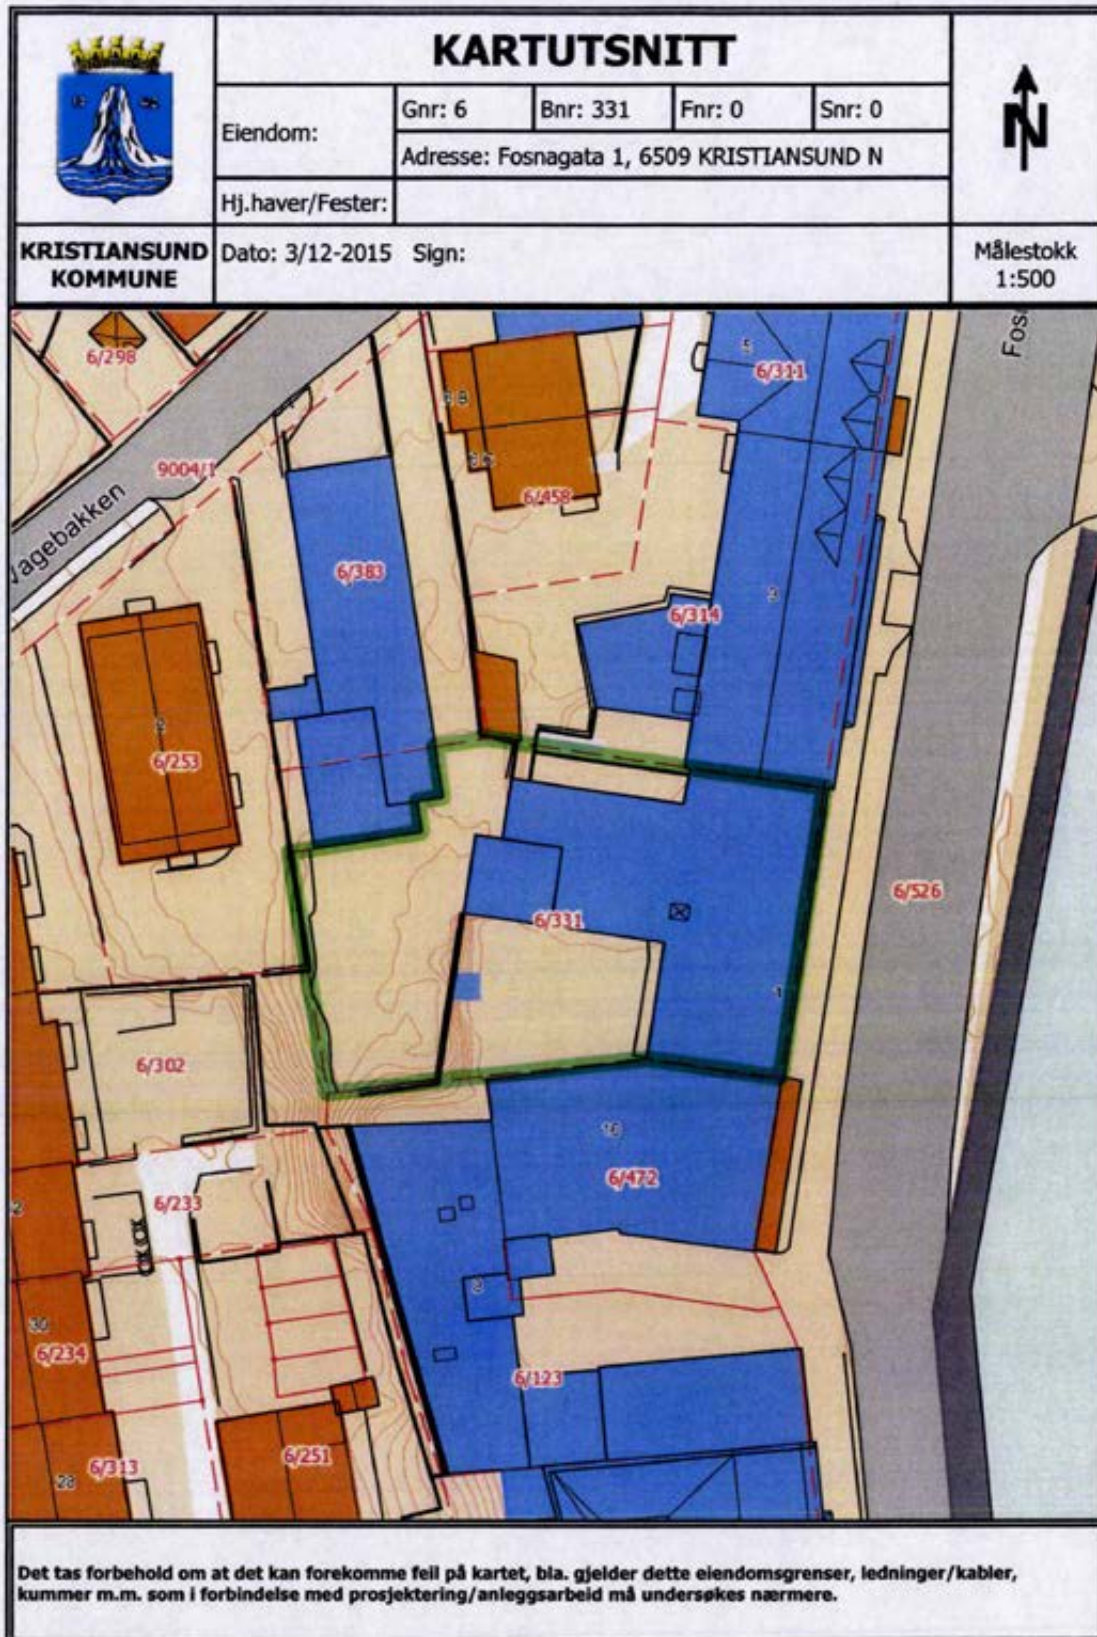 KARTUTSNITT
Eiendom:
Gnr: 6
Bnr: 331
Fnr: 0
Snr: 0
Adresse: Fosnagata 1, 6509 KRISTIANSUND N
Hj.haver/Fester:
N
KRISTIANSUND
KOMMUNE
Dato: 3/12-2015 Sign:
Målestokk
1:500
6/298
5
6/311
Fos
9004/1
6/458
Vagebakken
6/383
3
6/314
6/253
6/526
6/331
1
6/302
6/472
6/233
2
30
6/234
6/123
6/313
28
6/251
Det tas forbehold om at det kan forekomme feil på kartet, bla. gjelder dette eiendomsgrenser, ledninger/kabler,
kummer m.m. som i forbindelse med prosjektering/anleggsarbeid må undersøkes nærmere.